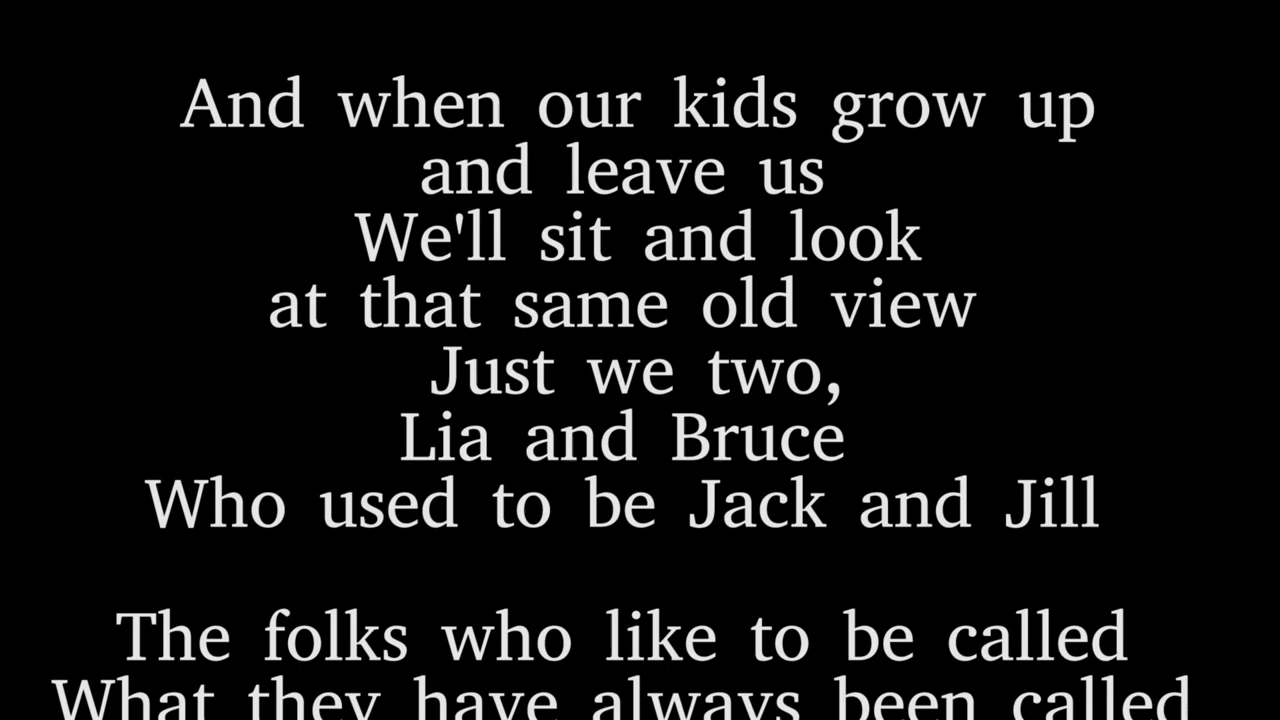 And when our kids grow up
and leave us
We'll sit and look
at that same old view
Just we two,
Lia and Bruce
Who used to be Jack and Jill
The folks who like to be called
What they have always been called